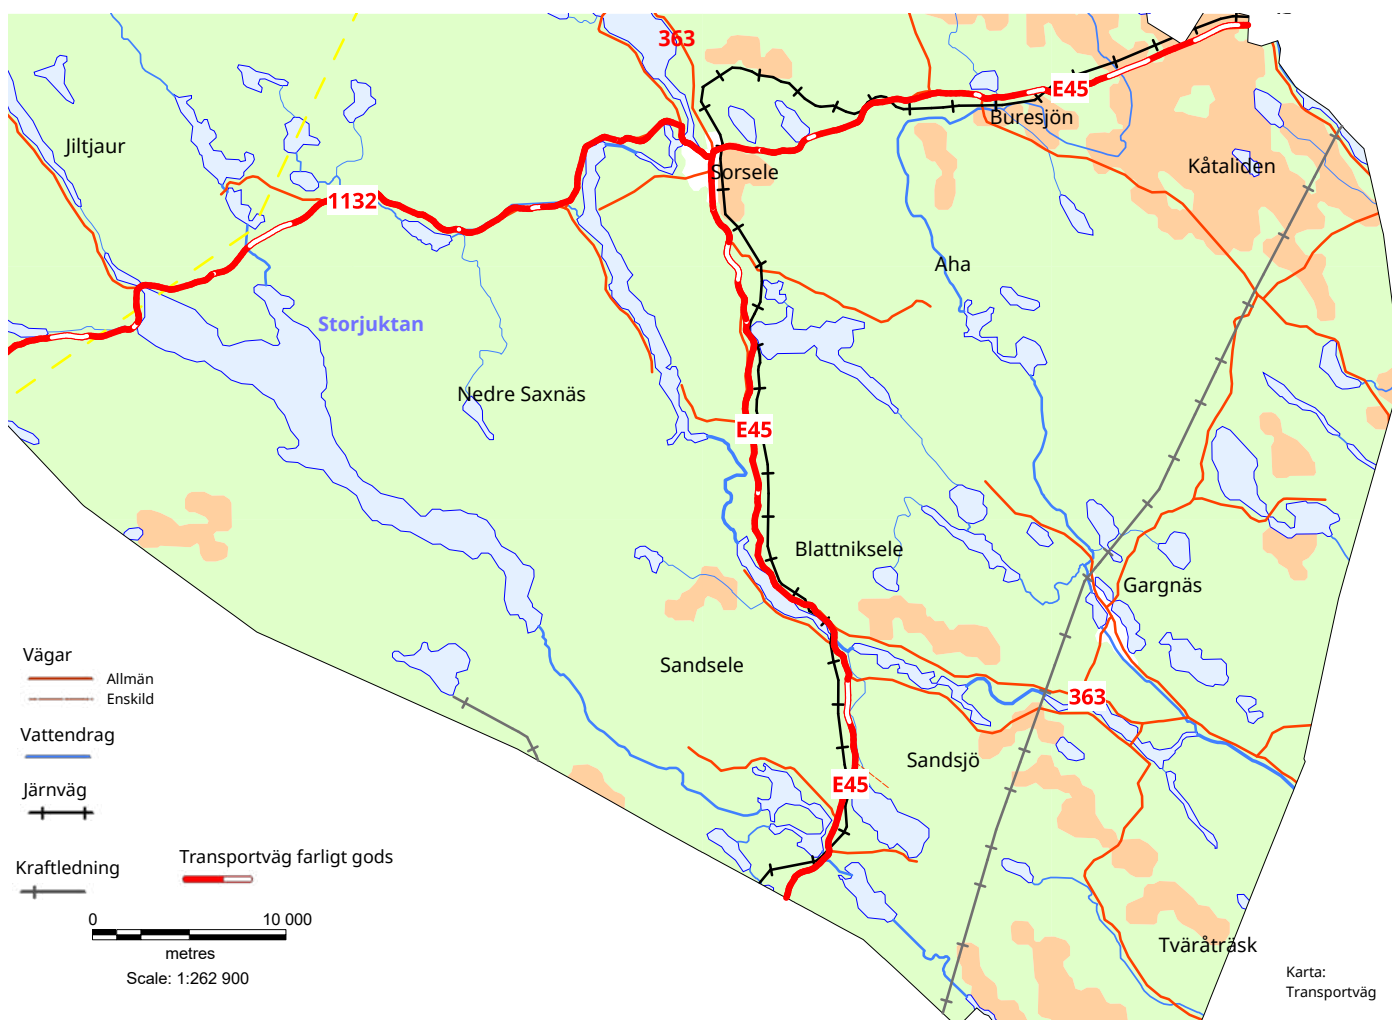 363
E45
Buresjön
Jiltjaur
Kåtaliden
Sorsele
1132
Aha
Storjuktan
Nedre Saxnäs
E45
Blattniksele
Gargnäs
Sandsele
363
Sandsjö
E45
Tväråträsk
Vägar
Allmän
Enskild
Vattendrag
Järnväg
Kraftledning
Transportväg farligt gods
0 10 000
metres
Scale: 1:262 900
Karta:
Transportväg